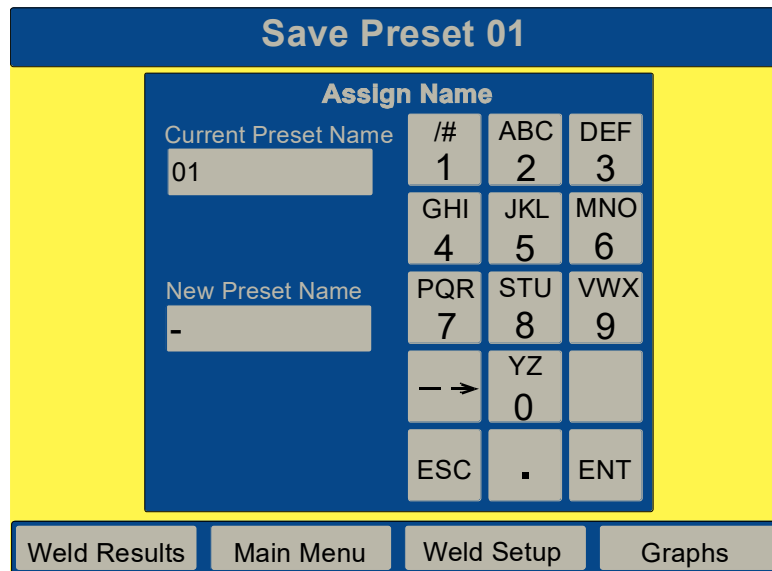 Save Preset 01
Assign Name
Current Preset Name
01
New Preset Name
-
/# ABC DEF
1 2 3
GHI JKL MNO
4 5 6
PQR STU VWX
7 8 9
YZ
0
ESC . ENT
Weld Results Main Menu Weld Setup Graphs